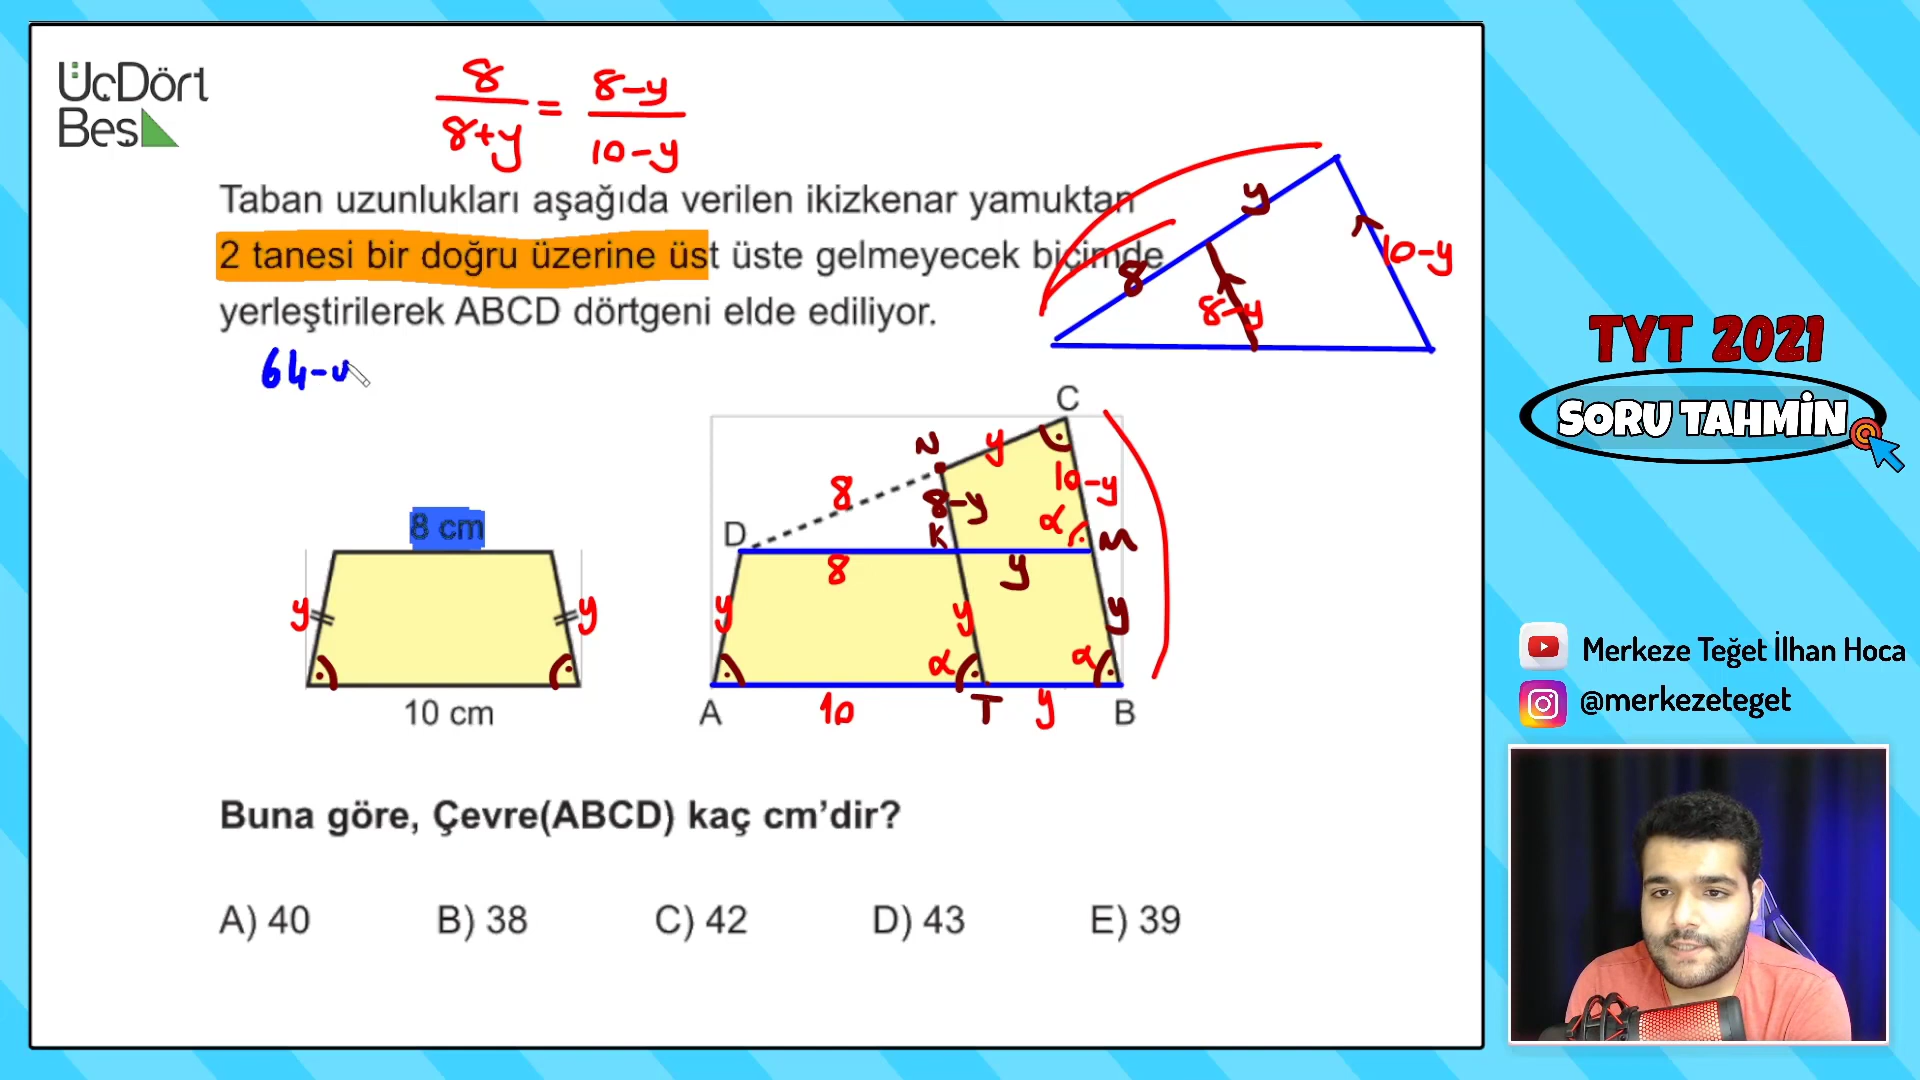 ÜçDört
Beş
8/8+y = 8-y/10-y
Taban uzunlukları aşağıda verilen ikizkenar yamuktan
2 tanesi bir doğru üzerine üst üste gelmeyecek biçimde
yerleştirilerek ABCD dörtgeni elde ediliyor.
y
8
8-y
10-y
64-
8 cm
y
y
10 cm
C
N
y
8
10-y
8-y
α
D
K
M
8
y
y
y
y
α
α
A
10
T
y
B
Buna göre, Çevre(ABCD) kaç cm'dir?
A) 40 B) 38 C) 42 D) 43 E) 39
TYT 2021
SORU TAHMİN
Merkeze Teğet İlhan Hoca
@merkezeteget